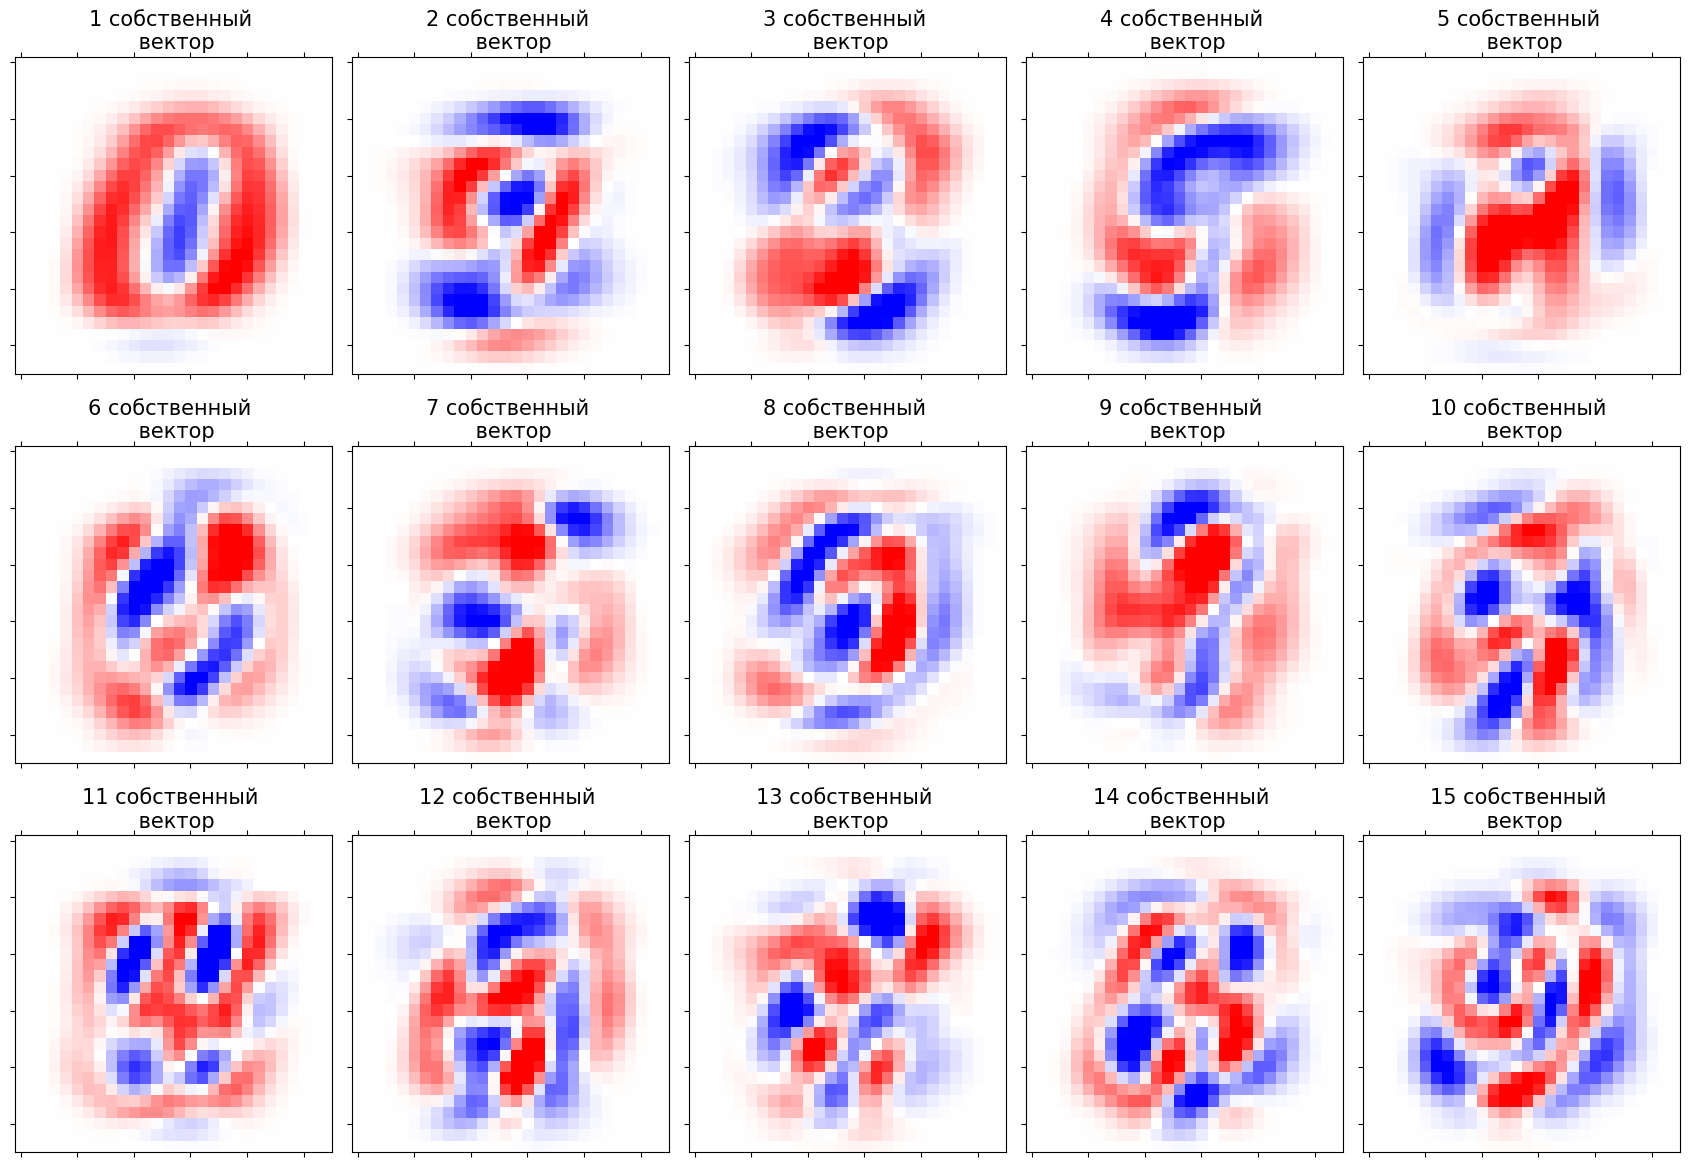 1 собственный
вектор
2 собственный
вектор
3 собственный
вектор
4 собственный
вектор
5 собственный
вектор
6 собственный
вектор
7 собственный
вектор
8 собственный
вектор
9 собственный
вектор
10 собственный
вектор
11 собственный
вектор
12 собственный
вектор
13 собственный
вектор
14 собственный
вектор
15 собственный
вектор